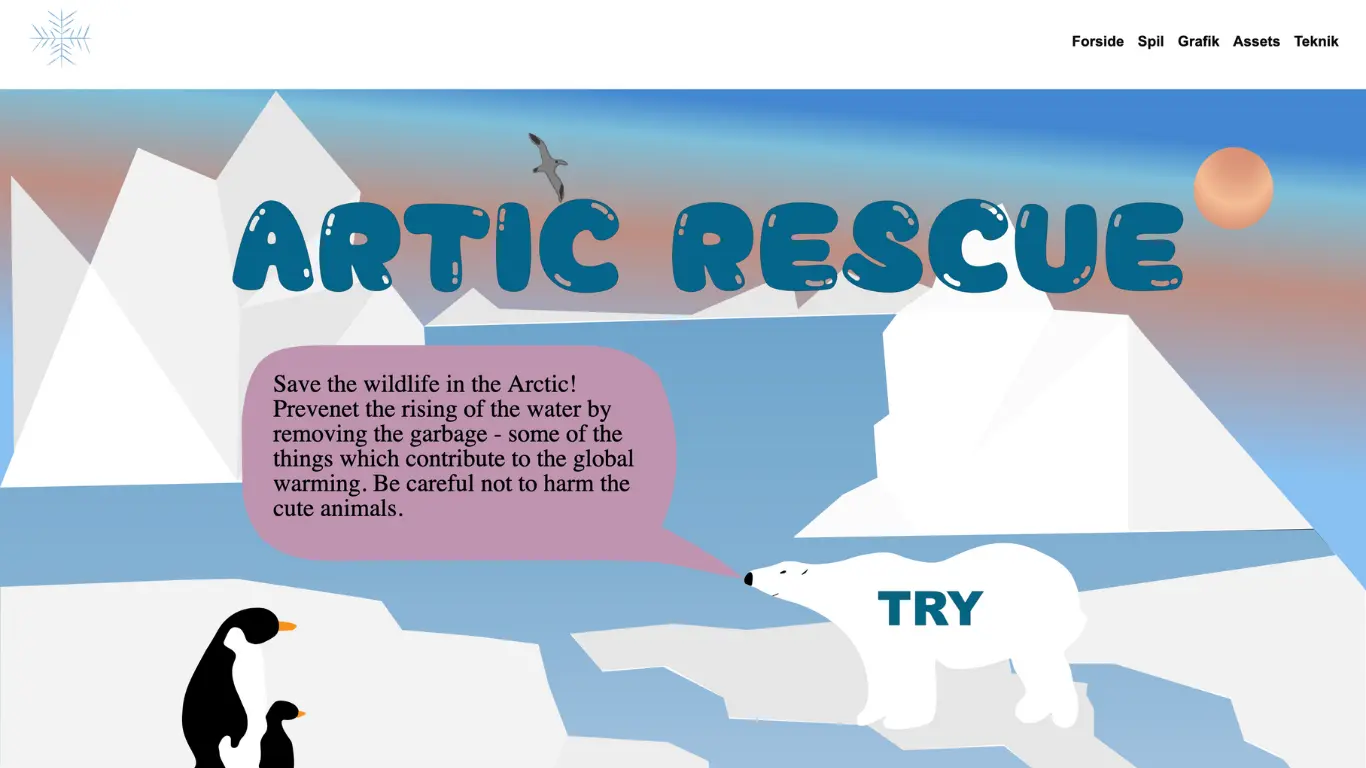 Forside Spil Grafik Assets Teknik
ARTIC RESCUE
Save the wildlife in the Arctic!
Prevenet the rising of the water by
removing the garbage - some of the
things which contribute to the global
warming. Be careful not to harm the
cute animals.
TRY